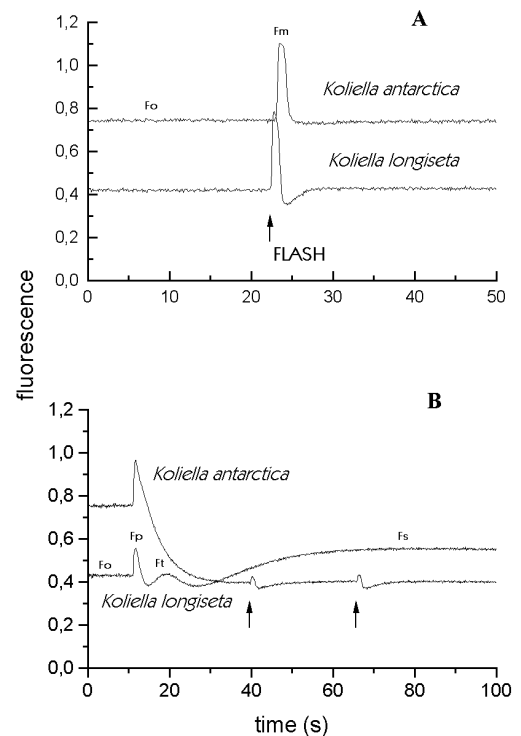 A
1,2
Fm
1,0
Koliella antarctica
Fo
0,8
0,6
Koliella longiseta
0,4
0,2
FLASH
0,0
0 10 20 30 40 50
fluorescence
B
1,2
1,0
Koliella antarctica
0,8
0,6
Fp
Fs
Fo
Ft
0,4
Koliella longiseta
0,2
0,0
0 20 40 60 80 100
time (s)